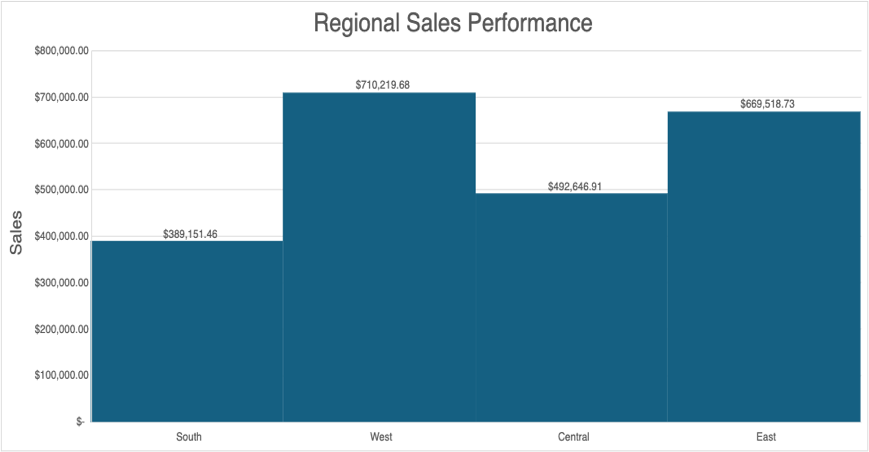 Regional Sales Performance
$800,000.00
$700,000.00
$600,000.00
$500,000.00
$400,000.00
$300,000.00
$200,000.00
$100,000.00
$-
Sales
$389,151.46
$710,219.68
$492,646.91
$669,518.73
South
West
Central
East